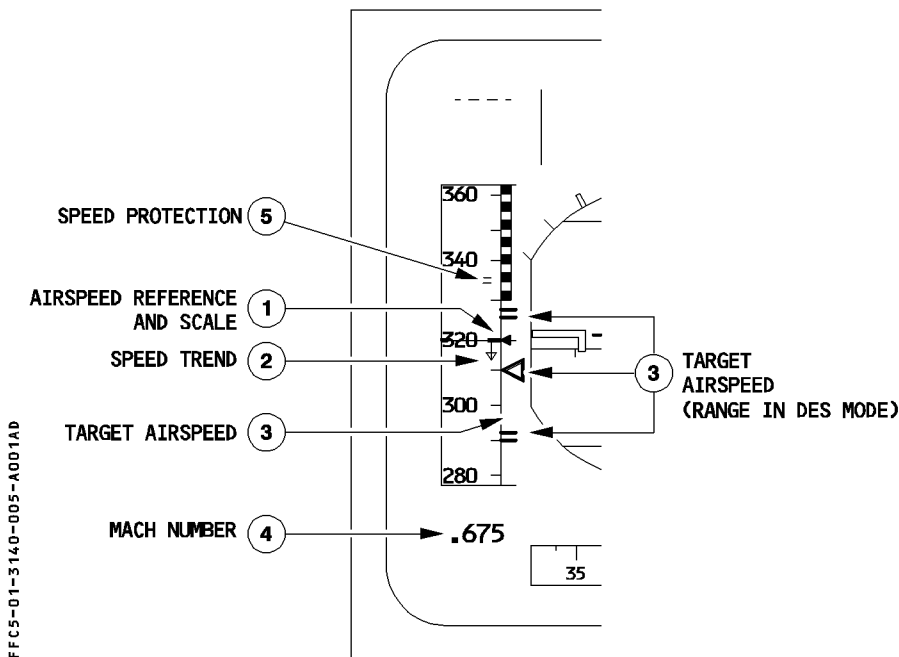 360
SPEED PROTECTION 5
340
AIRSPEED REFERENCE
AND SCALE
1
320
SPEED TREND 2
3 TARGET
AIRSPEED
(RANGE IN DES MODE)
300
TARGET AIRSPEED 3
280
MACH NUMBER 4
.675
35
FFC5-01-3140-005-A001AD